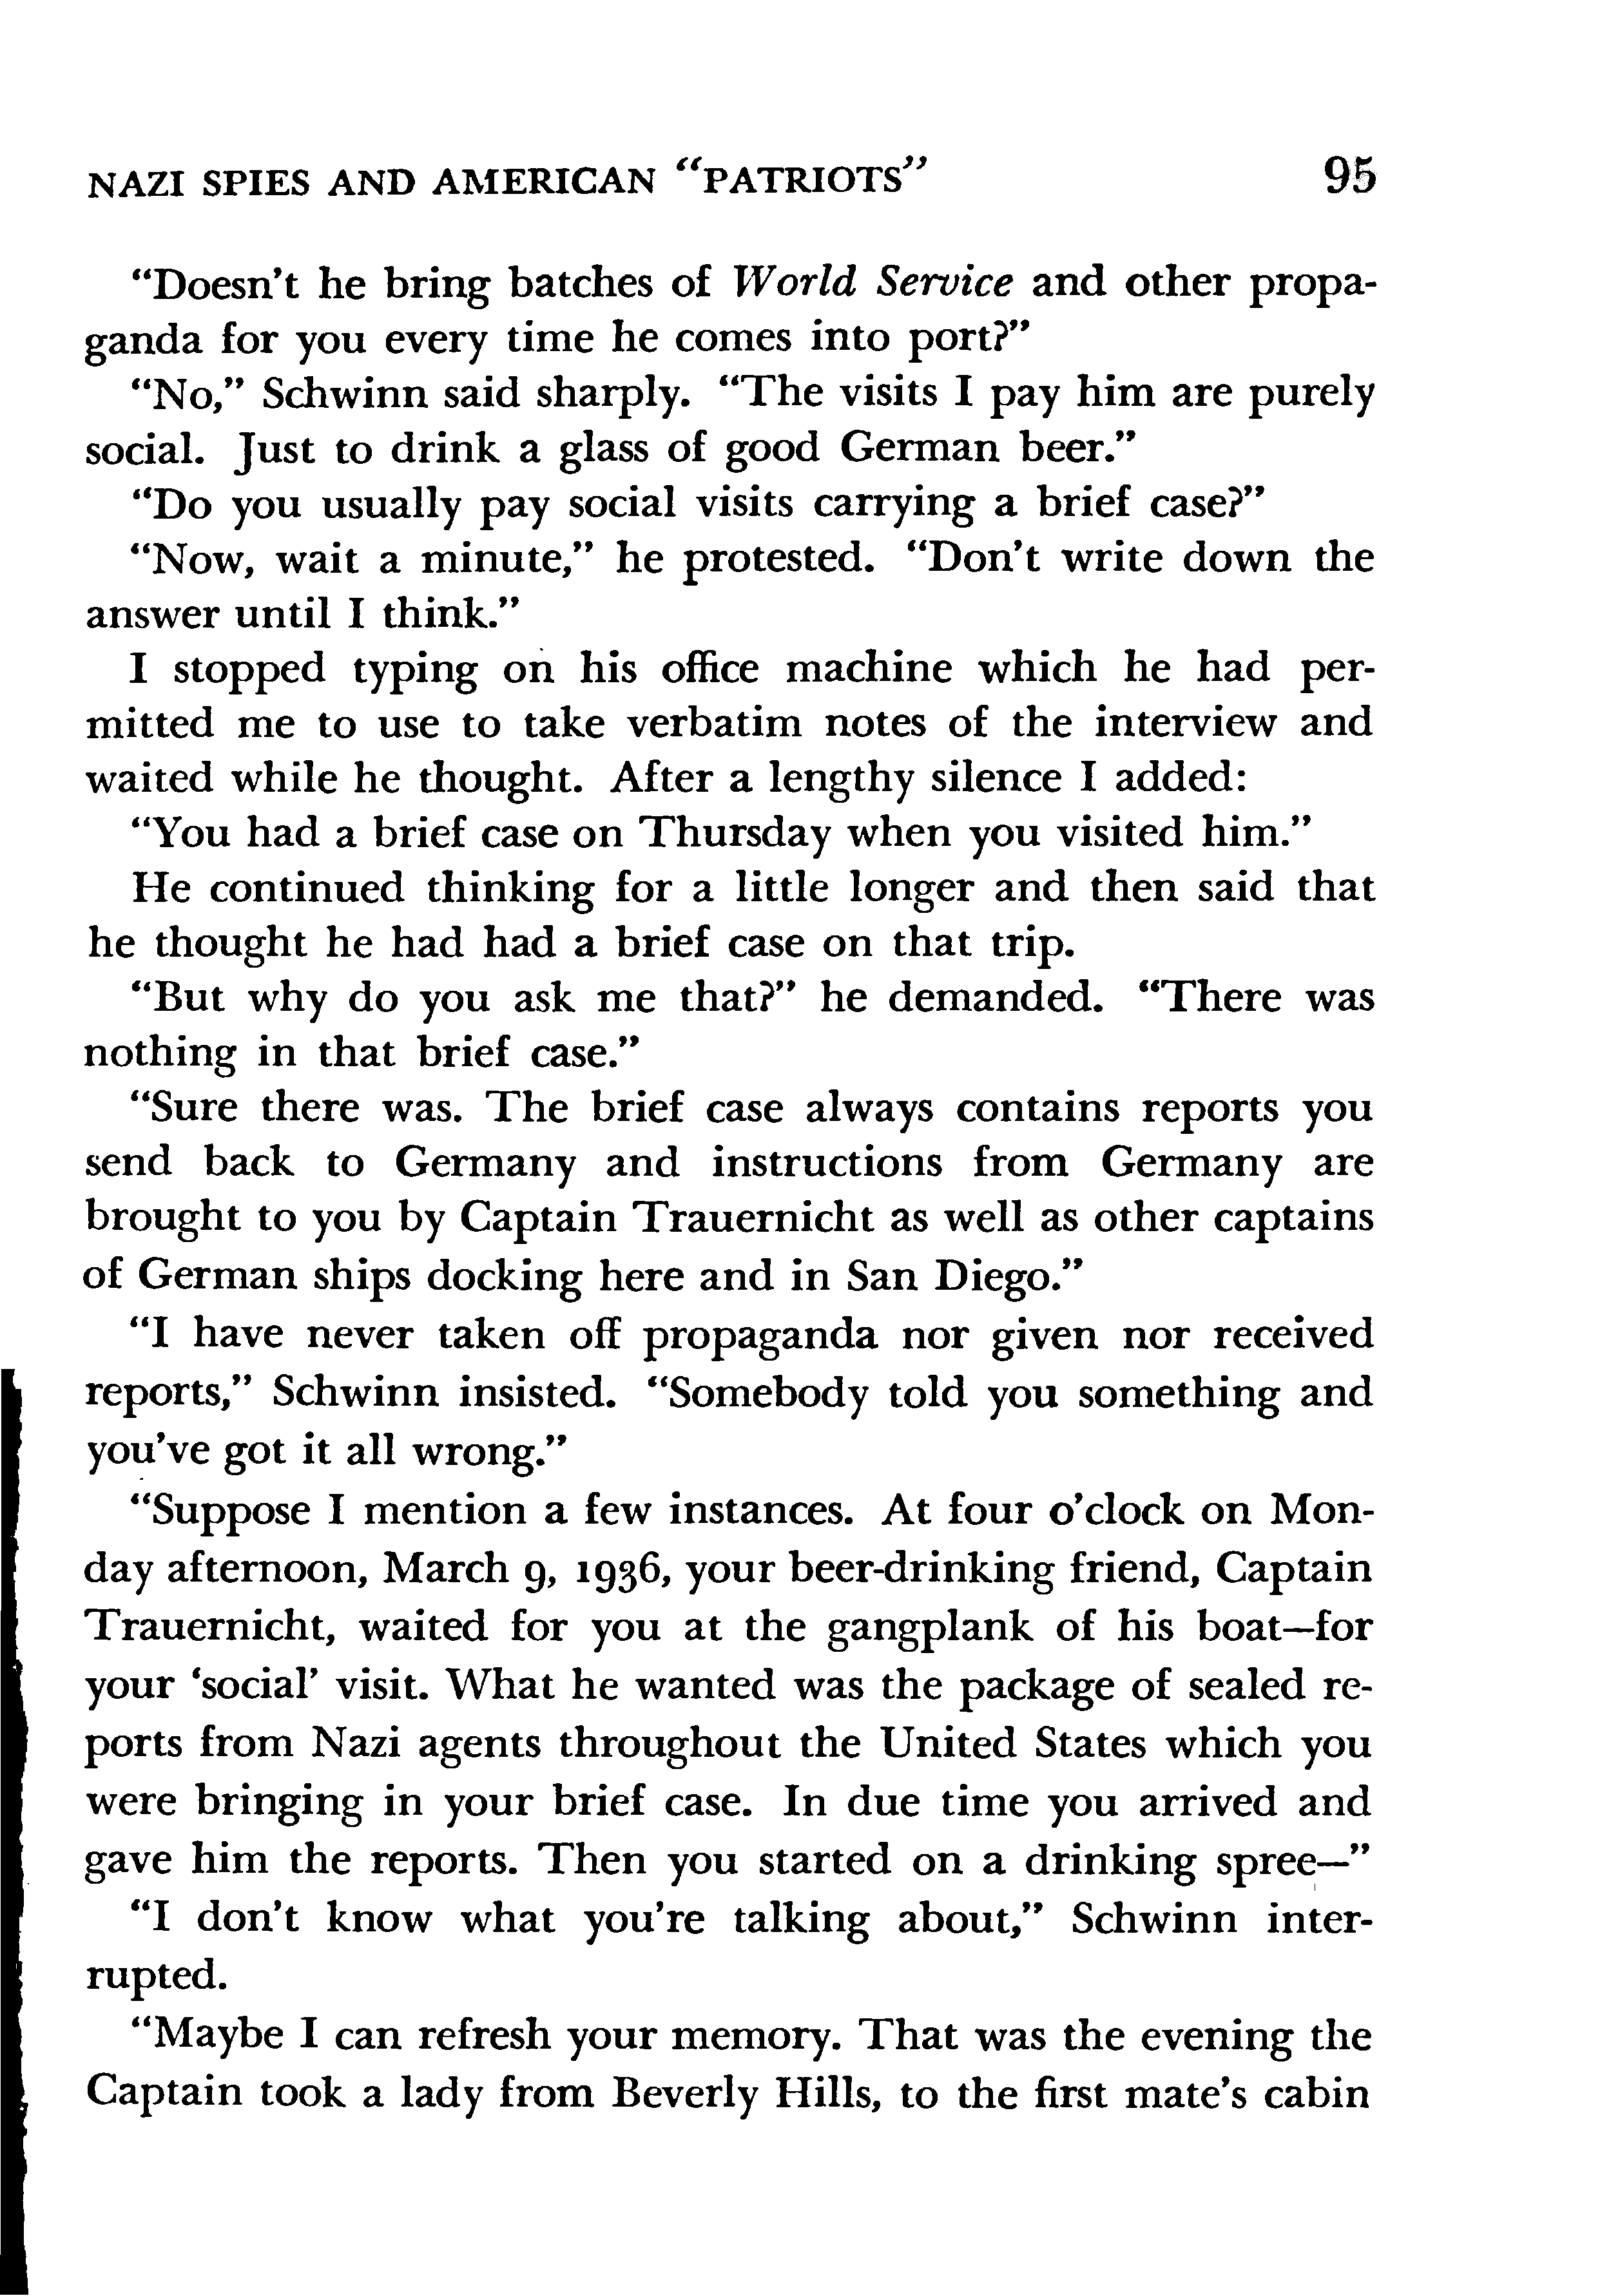 NAZI SPIES AND AMERICAN “PATRIOTS” 95
“Doesn’t he bring batches of World Service and other propa-
ganda for you every time he comes into port?”
“No,” Schwinn said sharply. “The visits I pay him are purely
social. Just to drink a glass of good German beer.”
“Do you usually pay social visits carrying a brief case?”
“Now, wait a minute,” he protested. “Don’t write down the
answer until I think.”
I stopped typing on his office machine which he had per-
mitted me to use to take verbatim notes of the interview and
waited while he thought. After a lengthy silence I added:
“You had a brief case on Thursday when you visited him.”
He continued thinking for a little longer and then said that
he thought he had had a brief case on that trip.
“But why do you ask me that?” he demanded. “There was
nothing in that brief case.”
“Sure there was. The brief case always contains reports you
send back to Germany and instructions from Germany are
brought to you by Captain Trauernicht as well as other captains
of German ships docking here and in San Diego.”
“I have never taken off propaganda nor given nor received
reports,” Schwinn insisted. “Somebody told you something and
you’ve got it all wrong.”
“Suppose I mention a few instances. At four o’clock on Mon-
day afternoon, March 9, 1936, your beer-drinking friend, Captain
Trauernicht, waited for you at the gangplank of his boat—for
your ‘social’ visit. What he wanted was the package of sealed re-
ports from Nazi agents throughout the United States which you
were bringing in your brief case. In due time you arrived and
gave him the reports. Then you started on a drinking spree—”
“I don’t know what you’re talking about,” Schwinn inter-
rupted.
“Maybe I can refresh your memory. That was the evening the
Captain took a lady from Beverly Hills, to the first mate’s cabin